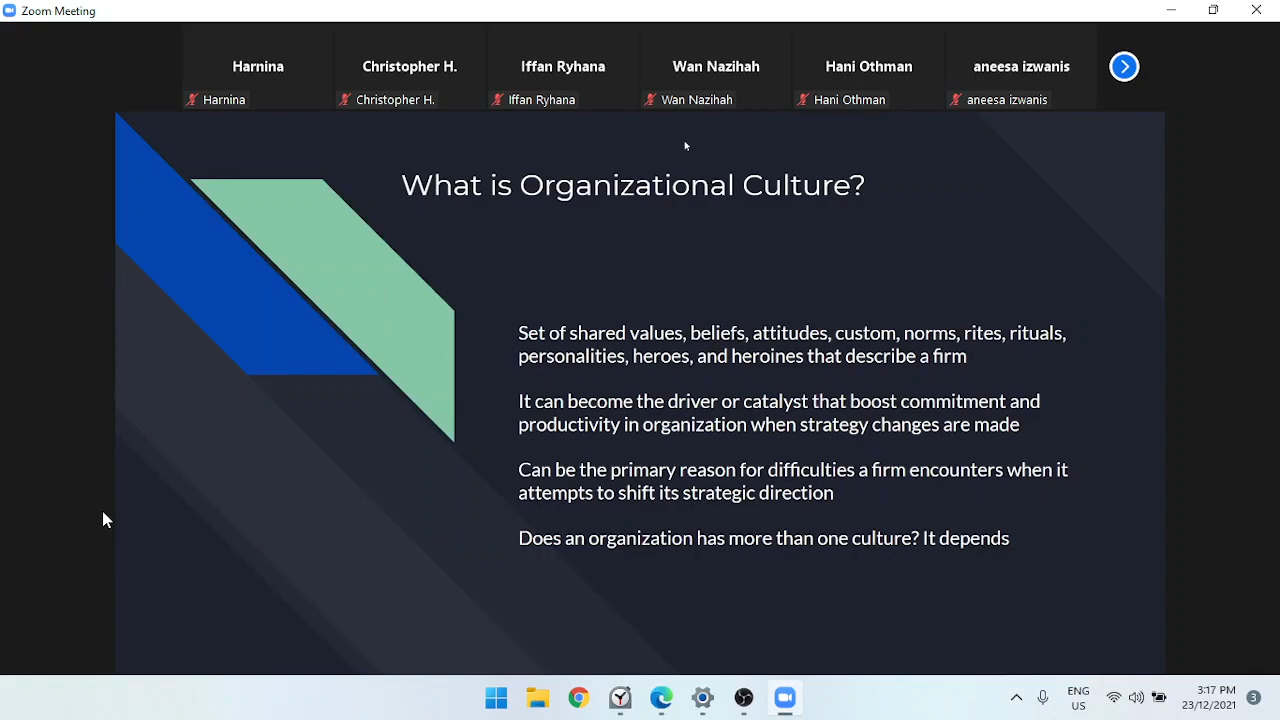 Zoom Meeting
Harnina
Christopher H.
Iffan Ryhana
Wan Nazihah
Hani Othman
aneesa izwanis
Harnina
Christopher H.
Iffan Ryhana
Wan Nazihah
Hani Othman
aneesa izwanis
What is Organizational Culture?
Set of shared values, beliefs, attitudes, custom, norms, rites, rituals,
personalities, heroes, and heroines that describe a firm
It can become the driver or catalyst that boost commitment and
productivity in organization when strategy changes are made
Can be the primary reason for difficulties a firm encounters when it
attempts to shift its strategic direction
Does an organization has more than one culture? It depends
ENG
US
3:17 PM
23/12/2021
3